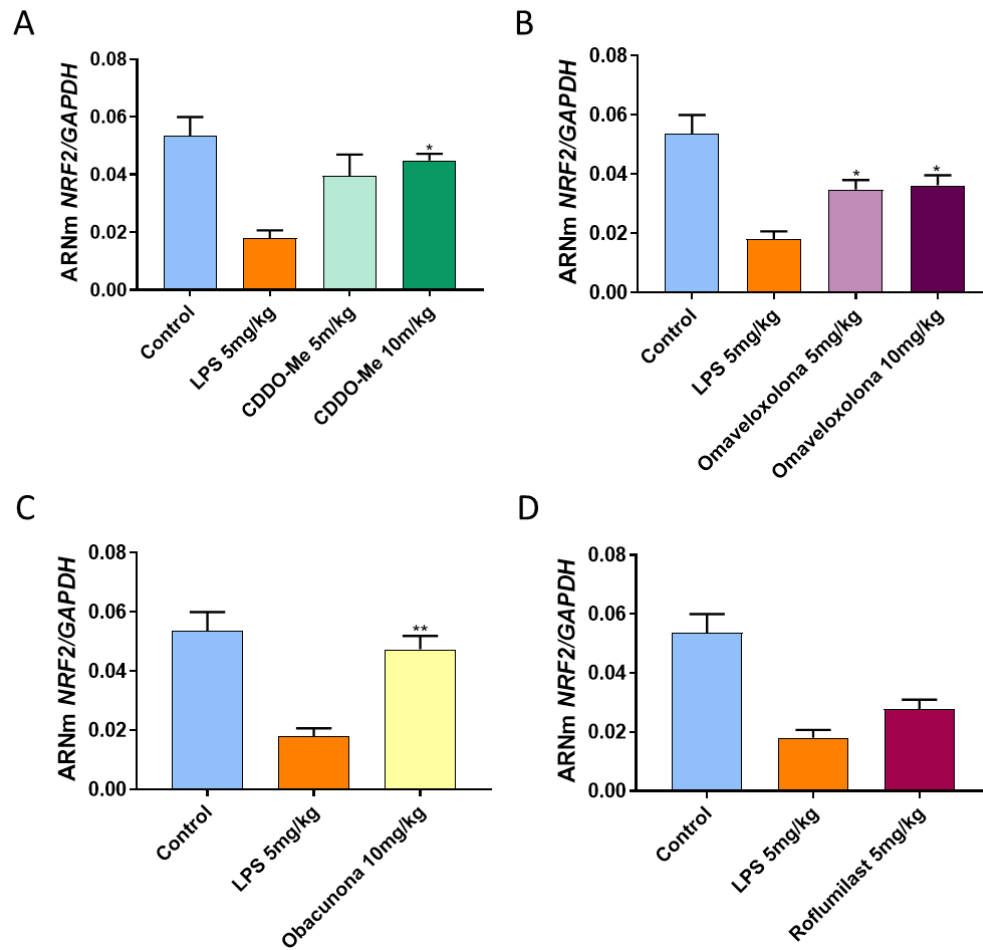 A
ARNm NRF2/GAPDH
0.08
0.06
0.04
0.02
0.00
*
Control
LPS 5mg/kg
CDDO-Me 5m/kg
CDDO-Me 10m/kg
B
ARNm NRF2/GAPDH
0.08
0.06
0.04
0.02
0.00
*
*
Control
LPS 5mg/kg
Omaveloxolona 5mg/kg
Omaveloxolona 10mg/kg
C
ARNm NRF2/GAPDH
0.08
0.06
0.04
0.02
0.00
**
Control
LPS 5mg/kg
Obacunona 10mg/kg
D
ARNm NRF2/GAPDH
0.08
0.06
0.04
0.02
0.00
Control
LPS 5mg/kg
Roflumilast 5mg/kg